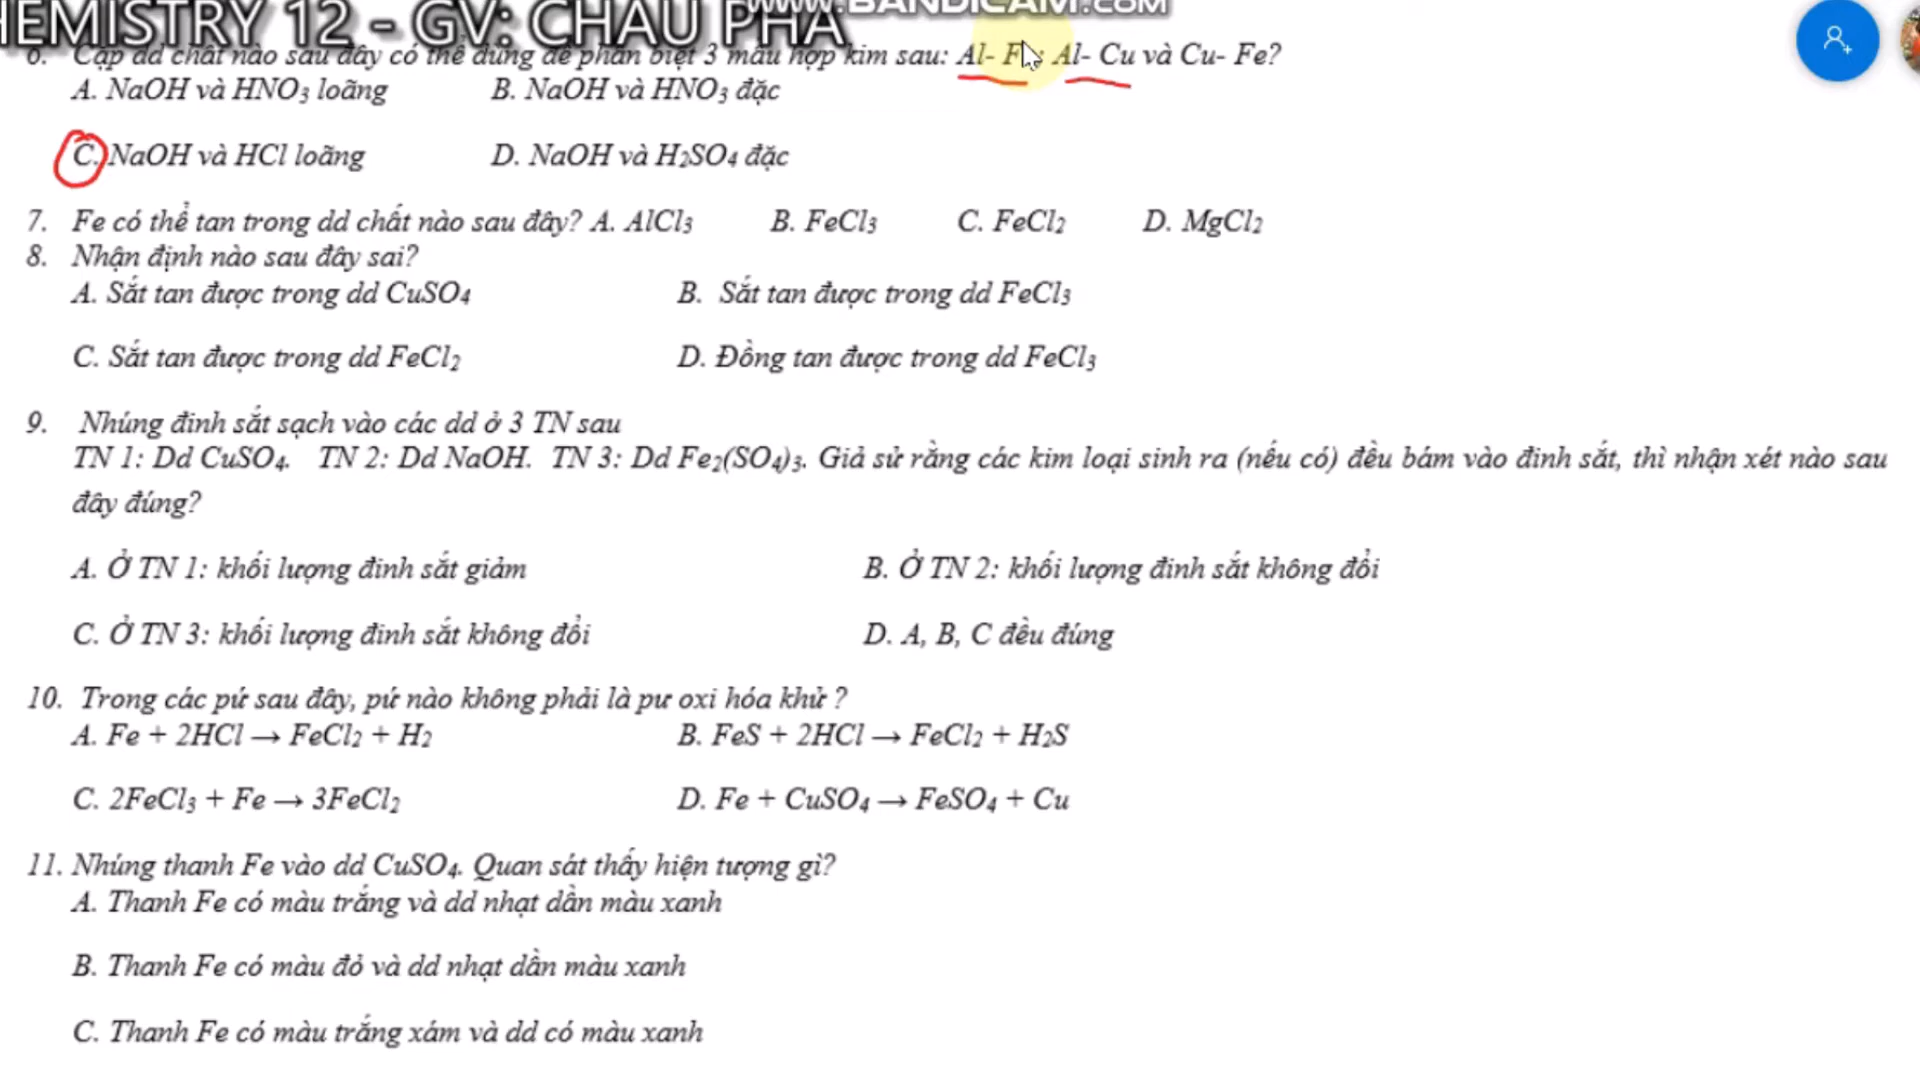 HEMISTRY 12 - GV: CHAU PHA
WWW.BANDICAM.COM
6. Cặp dd chất nào sau đây có thể dùng để phân biệt 3 mẫu hợp kim sau: Al- F; Al- Cu và Cu- Fe?
A. NaOH và HNO₃ loãng B. NaOH và HNO₃ đặc
C. NaOH và HCl loãng D. NaOH và H₂SO₄ đặc
7. Fe có thể tan trong dd chất nào sau đây? A. AlCl₃ B. FeCl₃ C. FeCl₂ D. MgCl₂
8. Nhận định nào sau đây sai?
A. Sắt tan được trong dd CuSO₄ B. Sắt tan được trong dd FeCl₃
C. Sắt tan được trong dd FeCl₂ D. Đồng tan được trong dd FeCl₃
9. Nhúng đinh sắt sạch vào các dd ở 3 TN sau
TN 1: Dd CuSO₄. TN 2: Dd NaOH. TN 3: Dd Fe₂(SO₄)₃. Giả sử rằng các kim loại sinh ra (nếu có) đều bám vào đinh sắt, thì nhận xét nào sau
đây đúng?
A. Ở TN 1: khối lượng đinh sắt giảm B. Ở TN 2: khối lượng đinh sắt không đổi
C. Ở TN 3: khối lượng đinh sắt không đổi D. A, B, C đều đúng
10. Trong các pứ sau đây, pứ nào không phải là pư oxi hóa khử ?
A. Fe + 2HCl → FeCl₂ + H₂ B. FeS + 2HCl → FeCl₂ + H₂S
C. 2FeCl₃ + Fe → 3FeCl₂ D. Fe + CuSO₄ → FeSO₄ + Cu
11. Nhúng thanh Fe vào dd CuSO₄. Quan sát thấy hiện tượng gì?
A. Thanh Fe có màu trắng và dd nhạt dần màu xanh
B. Thanh Fe có màu đỏ và dd nhạt dần màu xanh
C. Thanh Fe có màu trắng xám và dd có màu xanh